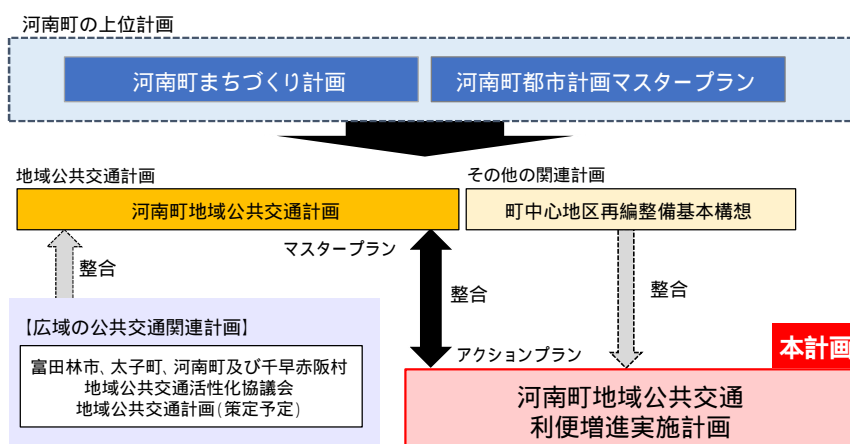 河南町の上位計画
河南町まちづくり計画
河南町都市計画マスタープラン
地域公共交通計画
その他の関連計画
河南町地域公共交通計画
町中心地区再編整備基本構想
マスタープラン
整合
整合
整合
【広域の公共交通関連計画】
富田林市、太子町、河南町及び千早赤阪村
地域公共交通活性化協議会
地域公共交通計画(策定予定)
アクションプラン
本計画
河南町地域公共交通
利便増進実施計画